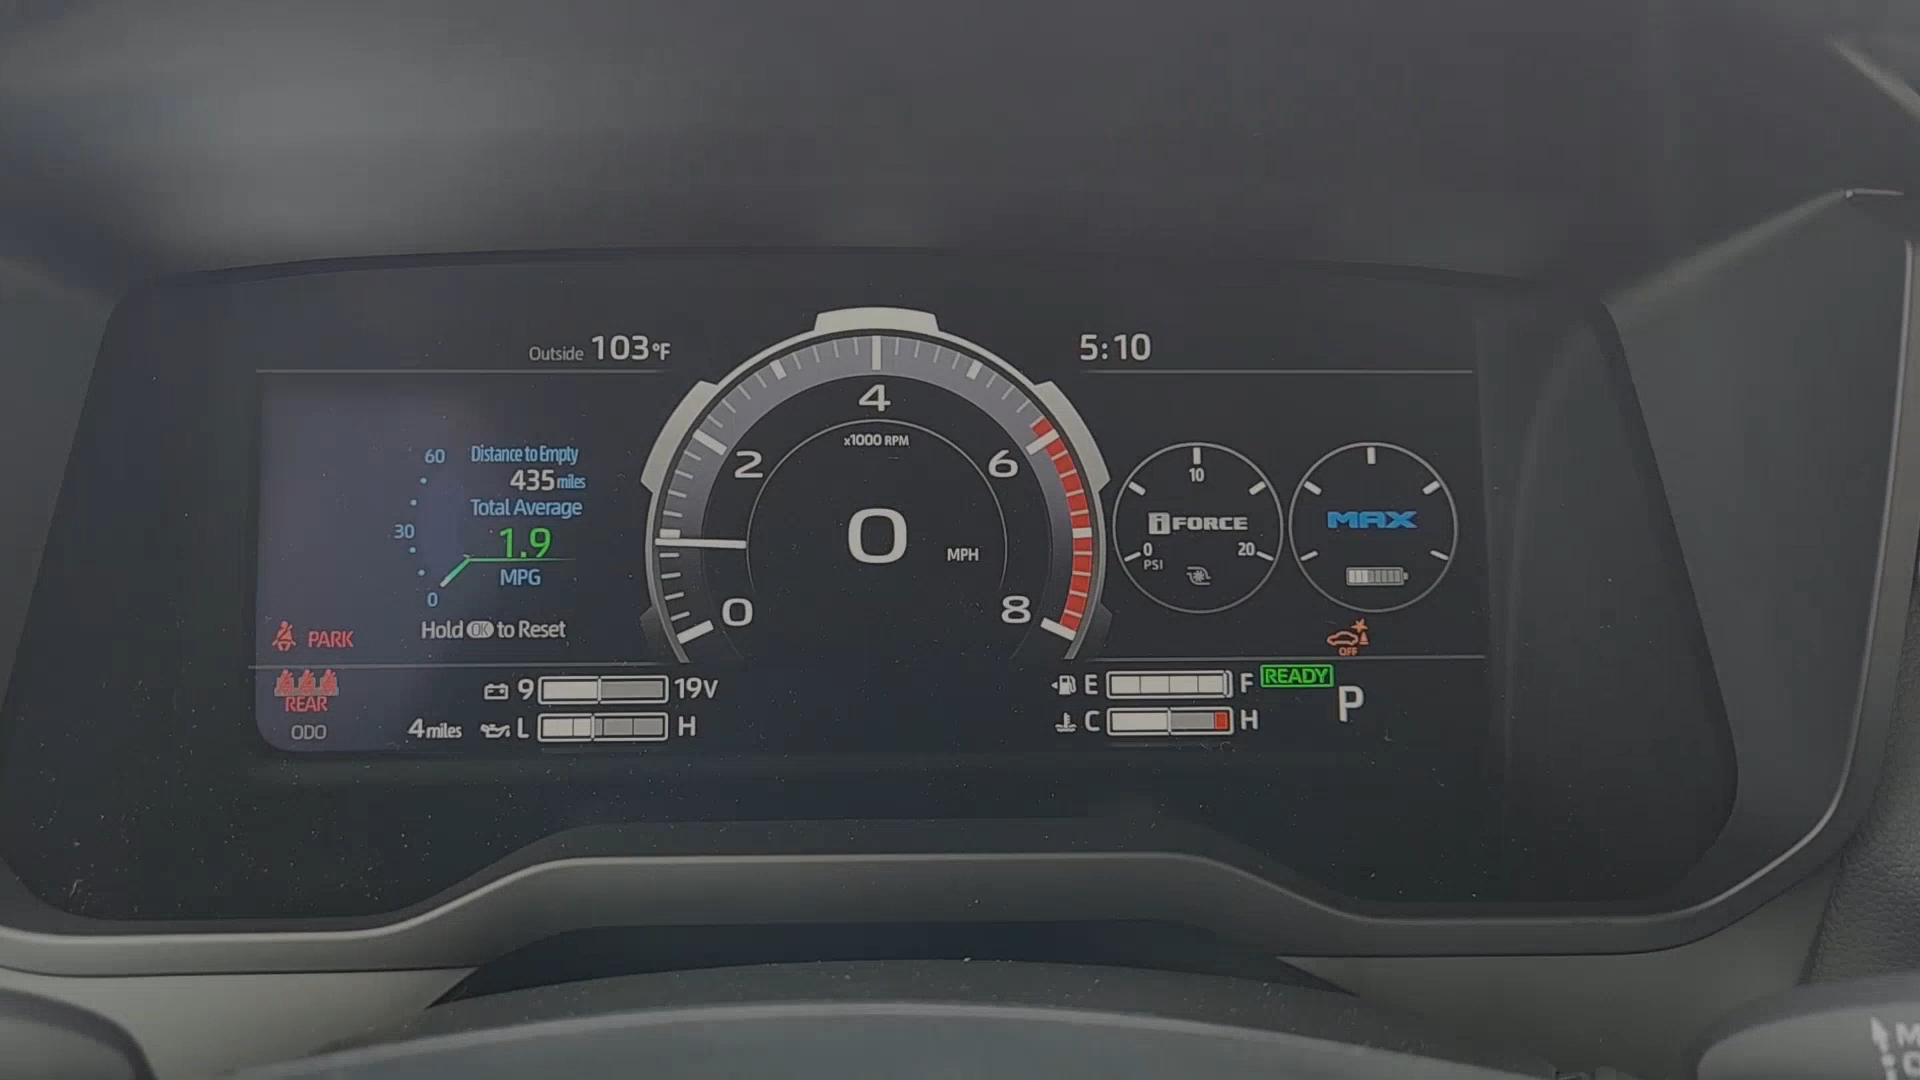 Outside 103°F
5:10
60
Distance to Empty
435 miles
Total Average
30
1.9
MPG
0
Hold OK to Reset
4
x1000 RPM
2
6
0
MPH
0
8
10
iFORCE
0
20
PSI
MAX
OFF
PARK
REAR
ODO
4 miles
9
19V
L
H
E
F
READY
C
H
P